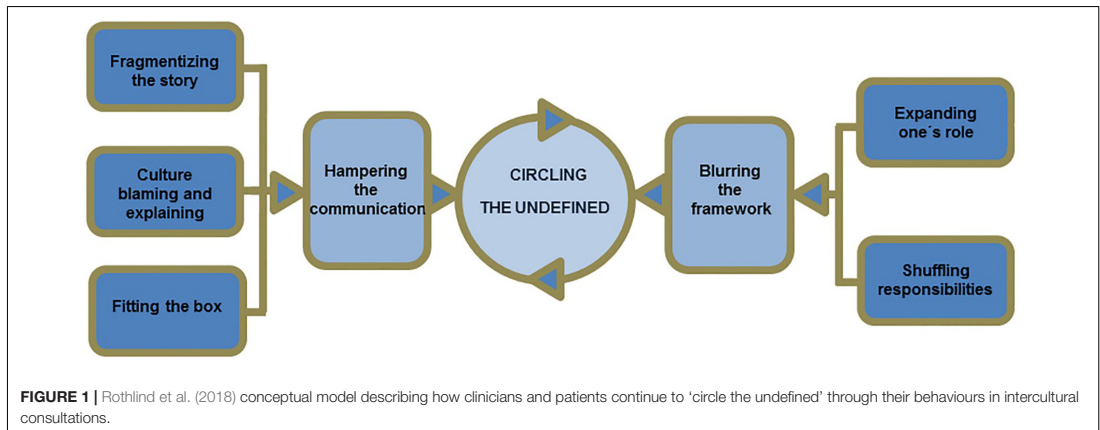 Fragmentizing
the story
Culture
blaming and
explaining
Fitting the box
Hampering
the
communication
CIRCLING
THE UNDEFINED
Blurring
the
framework
Expanding
one´s role
Shuffling
responsibilities
FIGURE 1 | Rothlind et al. (2018) conceptual model describing how clinicians and patients continue to ‘circle the undefined’ through their behaviours in intercultural
consultations.